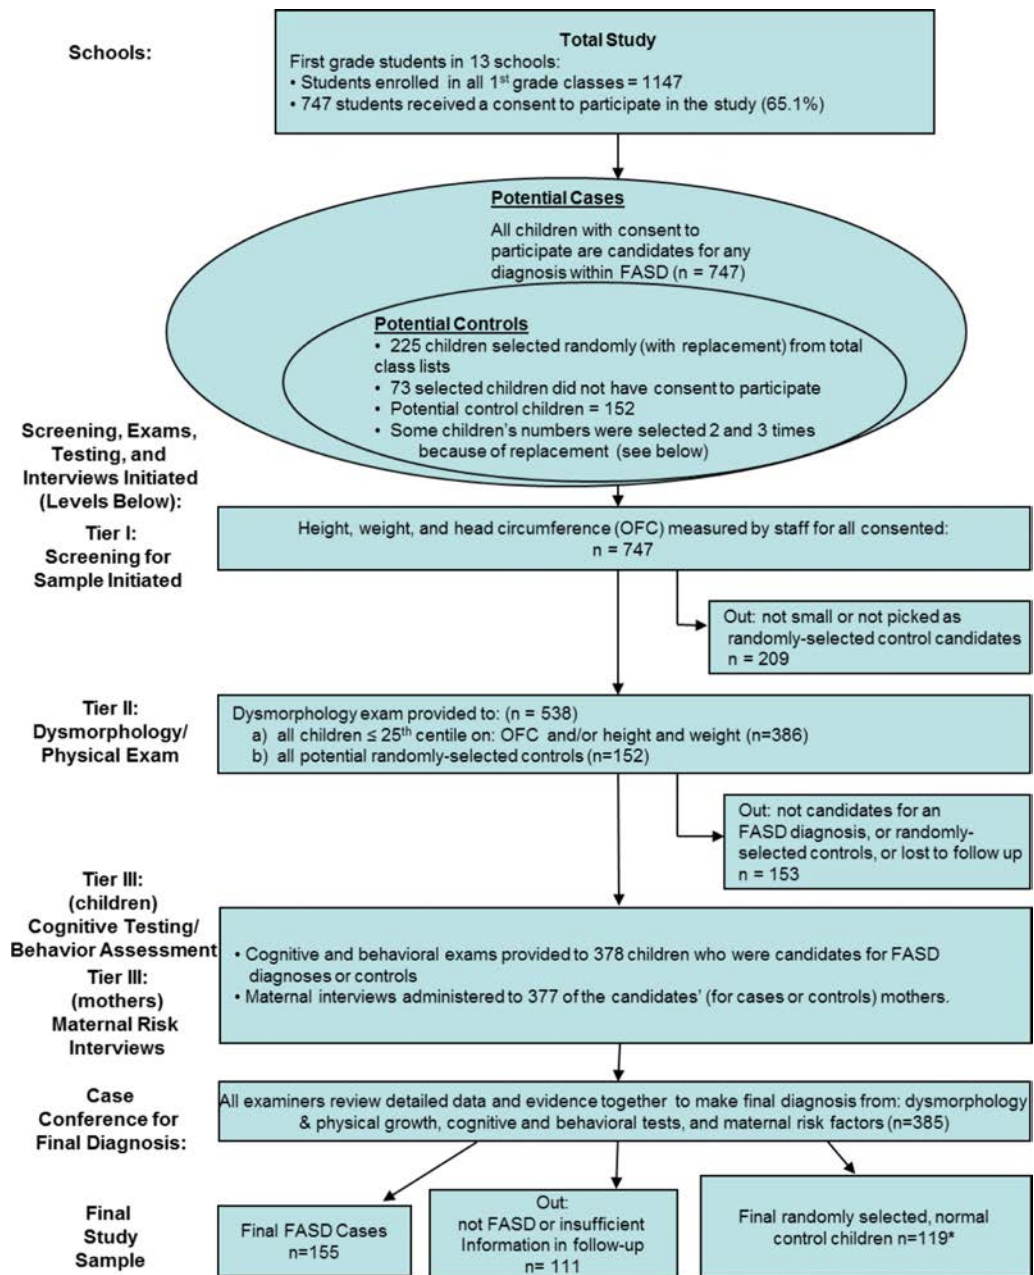 Schools:
Total Study
First grade students in 13 schools:
• Students enrolled in all 1st grade classes = 1147
• 747 students received a consent to participate in the study (65.1%)
Potential Cases
All children with consent to
participate are candidates for any
diagnosis within FASD (n = 747)
Potential Controls
• 225 children selected randomly (with replacement) from total
class lists
• 73 selected children did not have consent to participate
• Potential control children = 152
• Some children's numbers were selected 2 and 3 times
because of replacement (see below)
Screening, Exams,
Testing, and
Interviews Initiated
(Levels Below):
Tier I:
Screening for
Sample Initiated
Height, weight, and head circumference (OFC) measured by staff for all consented:
n = 747
Out: not small or not picked as
randomly-selected control candidates
n = 209
Tier II:
Dysmorphology/
Physical Exam
Dysmorphology exam provided to: (n = 538)
a) all children ≤ 25th centile on: OFC and/or height and weight (n=386)
b) all potential randomly-selected controls (n=152)
Out: not candidates for an
FASD diagnosis, or randomly-
selected controls, or lost to follow up
n = 153
Tier III:
(children)
Cognitive Testing/
Behavior Assessment
Tier III:
(mothers)
Maternal Risk
Interviews
• Cognitive and behavioral exams provided to 378 children who were candidates for FASD
diagnoses or controls
• Maternal interviews administered to 377 of the candidates' (for cases or controls) mothers.
Case
Conference for
Final Diagnosis:
All examiners review detailed data and evidence together to make final diagnosis from: dysmorphology
& physical growth, cognitive and behavioral tests, and maternal risk factors (n=385)
Final
Study
Sample
Final FASD Cases
n=155
Out:
not FASD or insufficient
Information in follow-up
n= 111
Final randomly selected, normal
control children n=119*